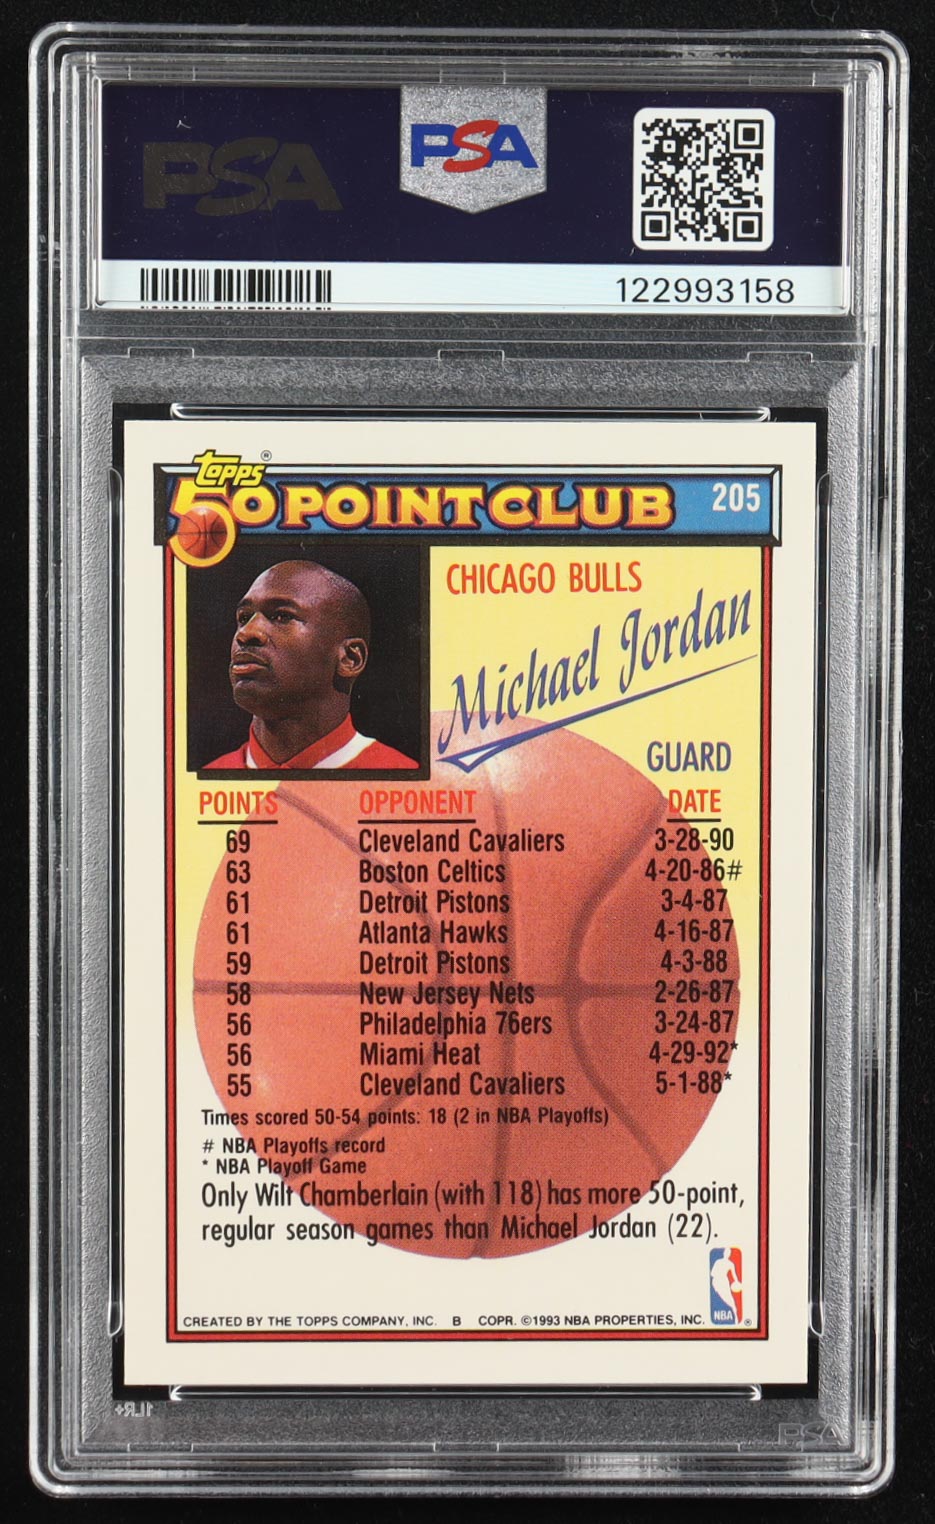 PSA
PSA
122993158
topps®
50 POINT CLUB 205
CHICAGO BULLS
Michael Jordan
GUARD
POINTS OPPONENT DATE
69 Cleveland Cavaliers 3-28-90
63 Boston Celtics 4-20-86#
61 Detroit Pistons 3-4-87
61 Atlanta Hawks 4-16-87
59 Detroit Pistons 4-3-88
58 New Jersey Nets 2-26-87
56 Philadelphia 76ers 3-24-87
56 Miami Heat 4-29-92*
55 Cleveland Cavaliers 5-1-88*
Times scored 50-54 points: 18 (2 in NBA Playoffs)
# NBA Playoffs record
* NBA Playoff Game
Only Wilt Chamberlain (with 118) has more 50-point,
regular season games than Michael Jordan (22).
NBA ®
CREATED BY THE TOPPS COMPANY, INC. B COPR. ©1993 NBA PROPERTIES, INC.
1LR+
PSA